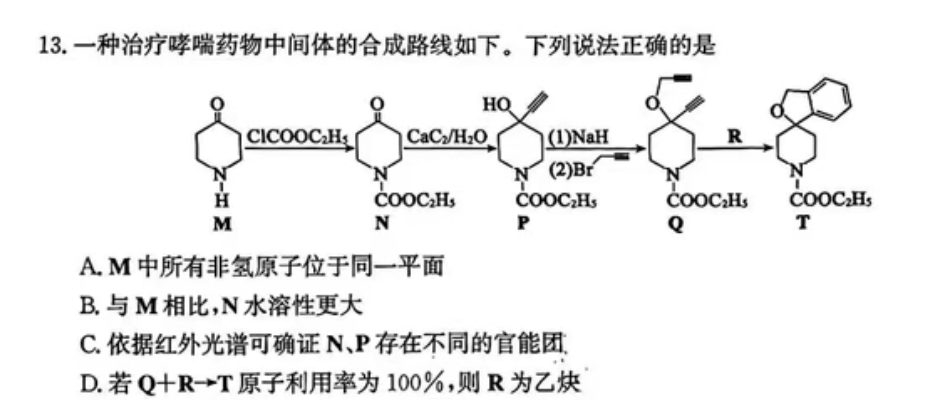 13. 一种治疗哮喘药物中间体的合成路线如下。下列说法正确的是
O O HO O O
ClCOOC₂H₅ CaC₂/H₂O (1)NaH R
(2)Br
N N N N N
H COOC₂H₅ COOC₂H₅ COOC₂H₅ COOC₂H₅
M N P Q T
A. M 中所有非氢原子位于同一平面
B. 与 M 相比,N 水溶性更大
C. 依据红外光谱可确证 N、P 存在不同的官能团
D. 若 Q+R→T 原子利用率为 100%,则 R 为乙炔